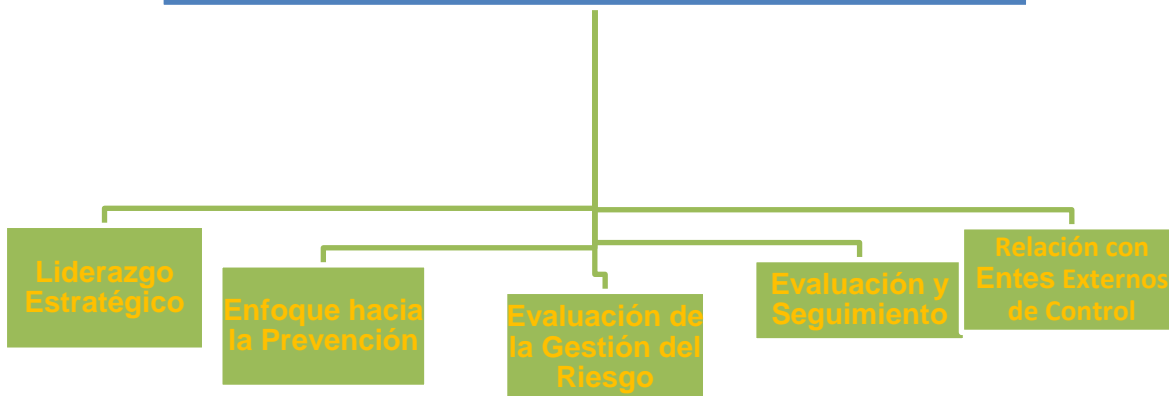 Liderazgo
Estratégico
Enfoque hacia
la Prevención
Evaluación de
la Gestión del
Riesgo
Evaluación y
Seguimiento
Relación con
Entes Externos
de Control